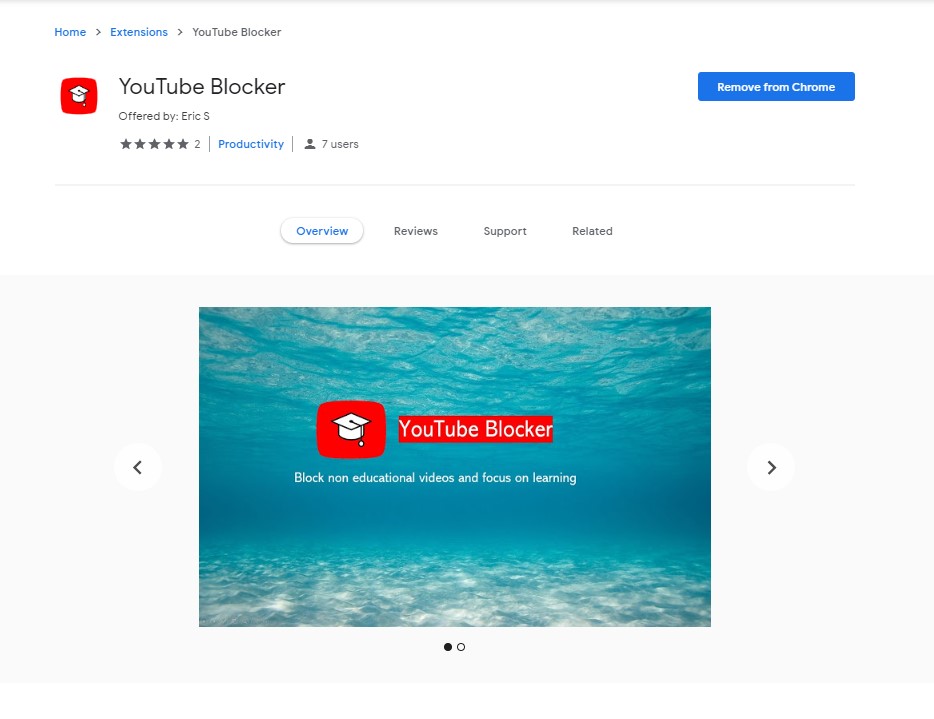 Home > Extensions > YouTube Blocker
YouTube Blocker
Remove from Chrome
Offered by: Eric S
2 Productivity 7 users
Overview Reviews Support Related
YouTube Blocker
Block non educational videos and focus on learning